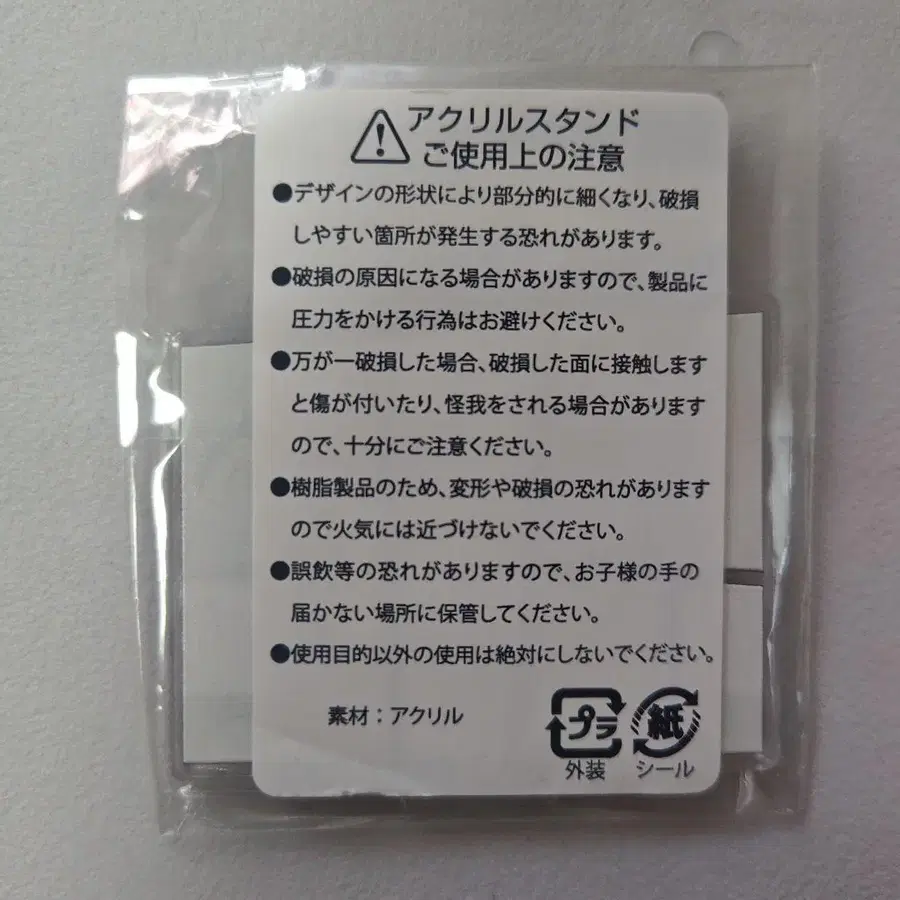 アクリルスタンド
ご使用上の注意
●デザインの形状により部分的に細くなり、破損
しやすい箇所が発生する恐れがあります。
●破損の原因になる場合がありますので、製品に
圧力をかける行為はお避けください。
●万が一破損した場合、破損した面に接触します
と傷が付いたり、怪我をされる場合があります
ので、十分にご注意ください。
●樹脂製品のため、変形や破損の恐れがあります
ので火気には近づけないでください。
●誤飲等の恐れがありますので、お子様の手の
届かない場所に保管してください。
●使用目的以外の使用は絶対にしないでください。
素材：アクリル
プラ 紙
外装 シール